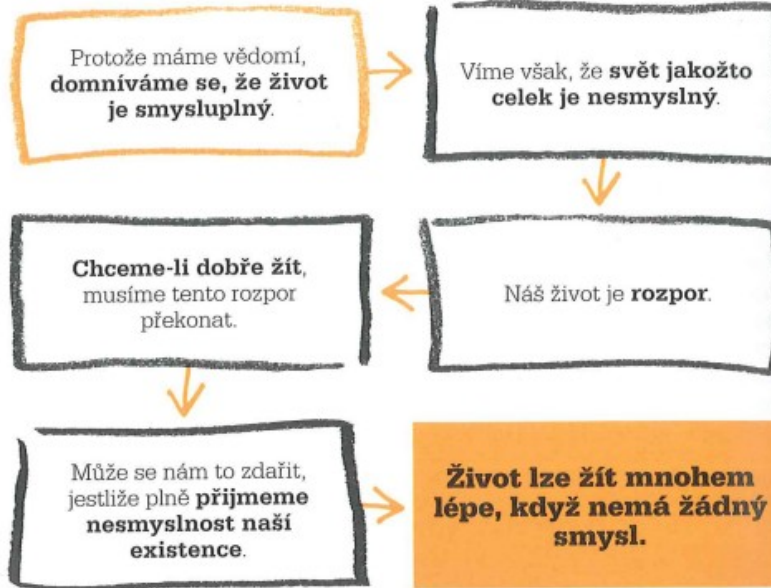 Protože máme vědomí,
domníváme se, že život
je smysluplný.
Víme však, že svět jakožto
celek je nesmyslný.
Náš život je rozpor.
Chceme-li dobře žít,
musíme tento rozpor
překonat.
Může se nám to zdařit,
jestliže plně přijmeme
nesmyslnost naší
existence.
Život lze žít mnohem
lépe, když nemá žádný
smysl.